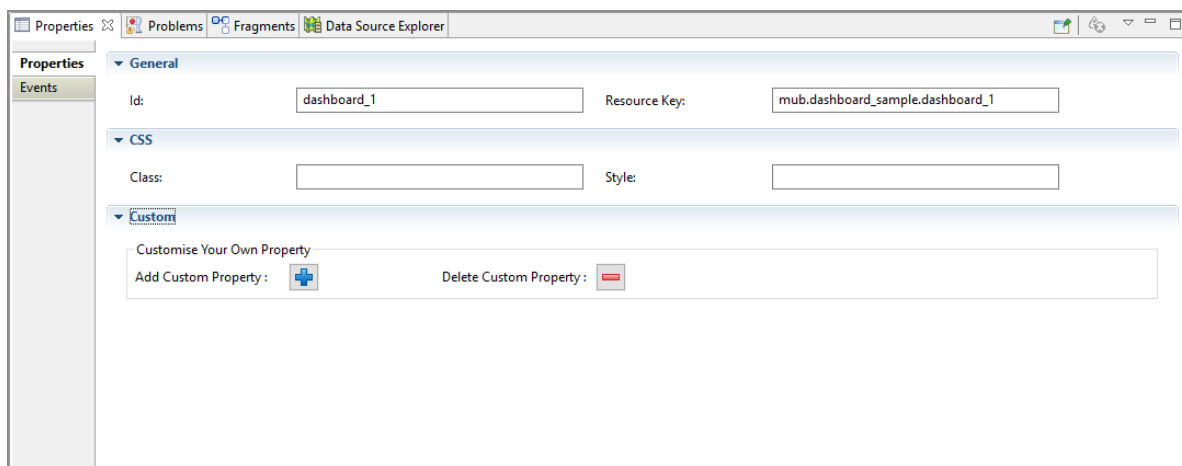 Properties Problems Fragments Data Source Explorer
Properties
Events
General
Id: dashboard_1 Resource Key: mub.dashboard_sample.dashboard_1
CSS
Class: Style:
Custom
Customise Your Own Property
Add Custom Property : Delete Custom Property :